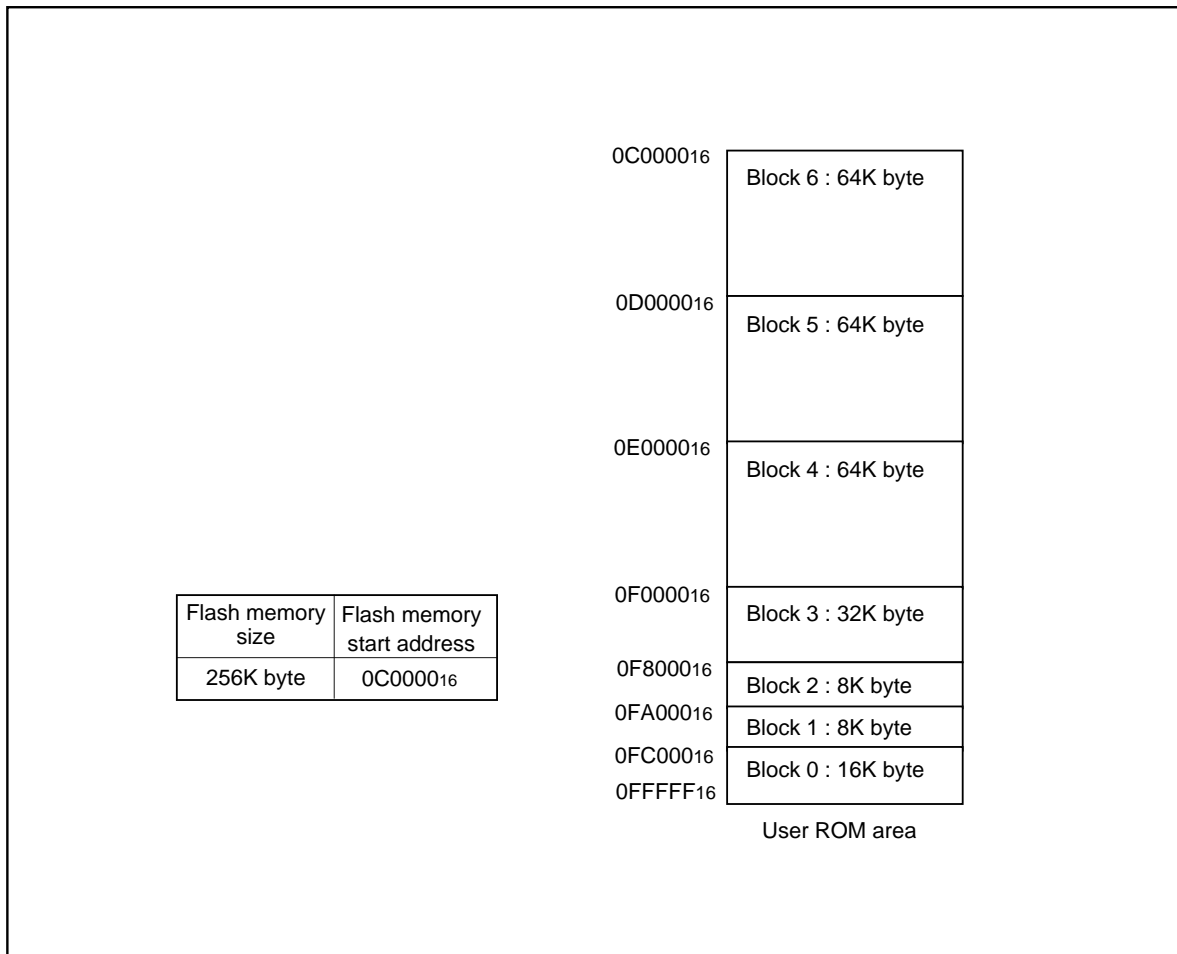 0C000016
Block 6 : 64K byte
0D000016
Block 5 : 64K byte
0E000016
Block 4 : 64K byte
0F000016
Block 3 : 32K byte
0F800016
Block 2 : 8K byte
0FA00016
Block 1 : 8K byte
0FC00016
Block 0 : 16K byte
0FFFFF16
User ROM area
Flash memory
size
Flash memory
start address
256K byte
0C000016